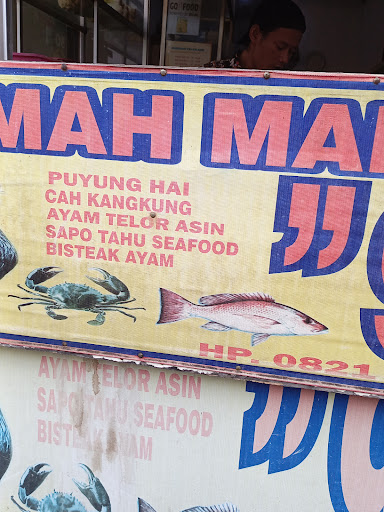 GOFOOD
MAH MA
PUYUNG HAI
CAH KANGKUNG
AYAM TELOR ASIN
SAPO TAHU SEAFOOD
BISTEAK AYAM
"
HP. 0821
AYAM TELOR ASIN
SAPO TAHU SEAFOOD
BISTEAK AYAM
"